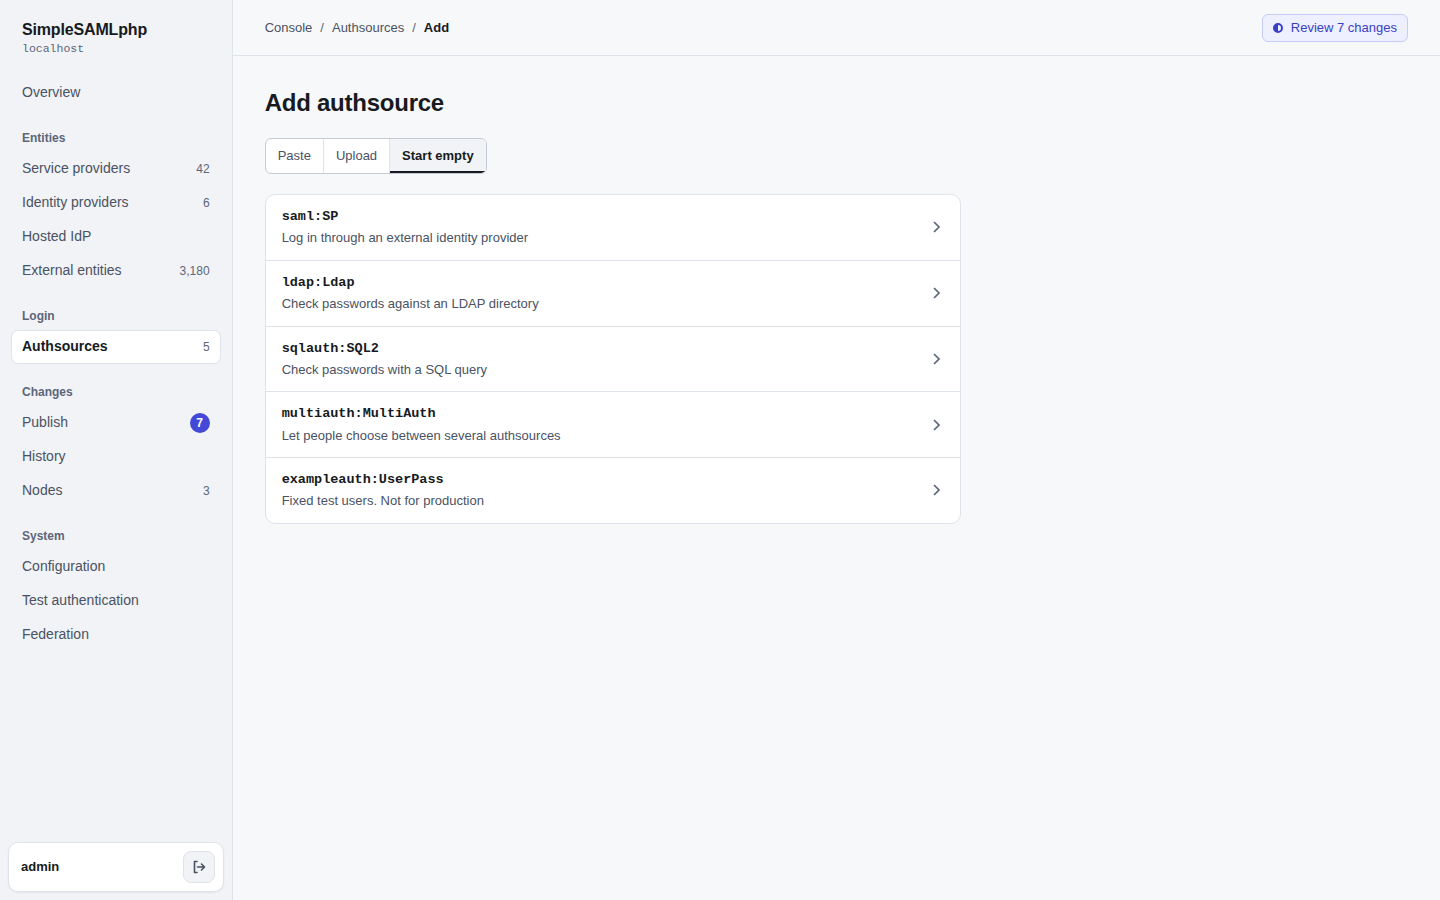 SimpleSAMLphp
localhost
Overview
Entities
Service providers 42
Identity providers 6
Hosted IdP
External entities 3,180
Login
Authsources 5
Changes
Publish 7
History
Nodes 3
System
Configuration
Test authentication
Federation
admin
Console / Authsources / Add
Review 7 changes
Add authsource
Paste Upload Start empty
saml:SP
Log in through an external identity provider
ldap:Ldap
Check passwords against an LDAP directory
sqlauth:SQL2
Check passwords with a SQL query
multiauth:MultiAuth
Let people choose between several authsources
exampleauth:UserPass
Fixed test users. Not for production